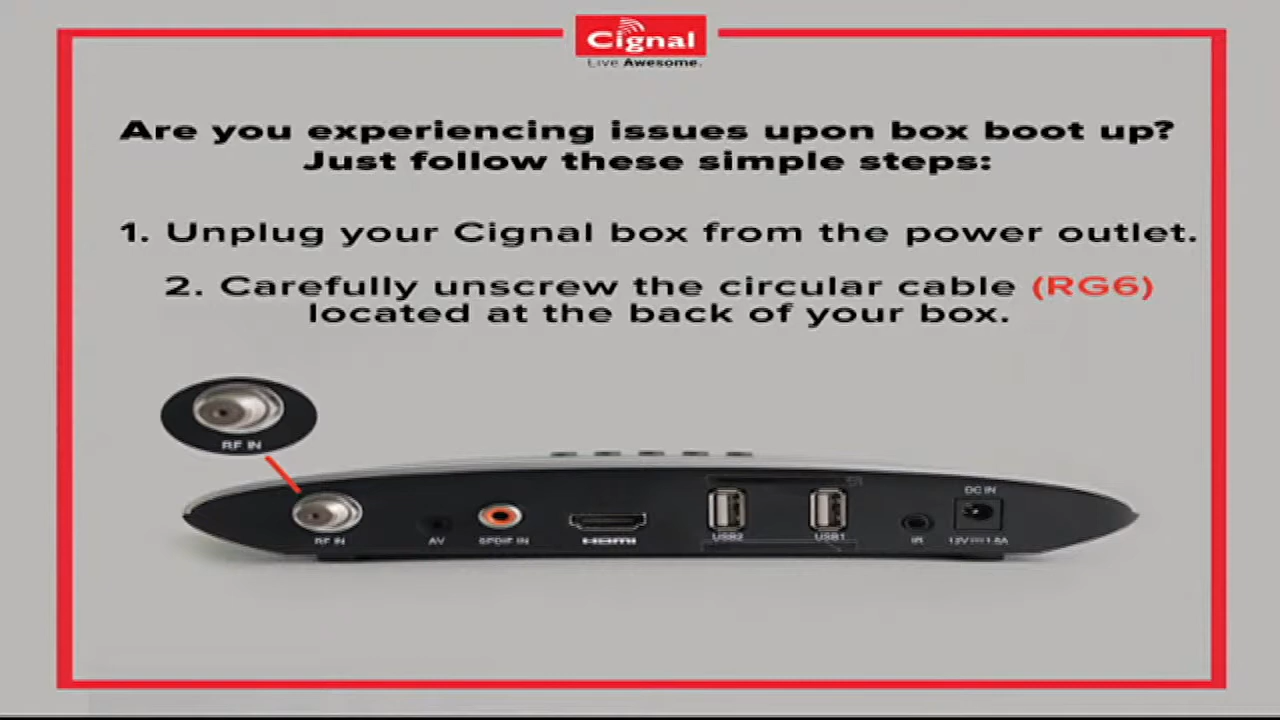 Cignal
Live Awesome.
Are you experiencing issues upon box boot up?
Just follow these simple steps:
1. Unplug your Cignal box from the power outlet.
2. Carefully unscrew the circular cable (RG6)
located at the back of your box.
RF IN
DC IN
RF IN
AV
SPDIF IN
HDMI
USB2
USB1
IR